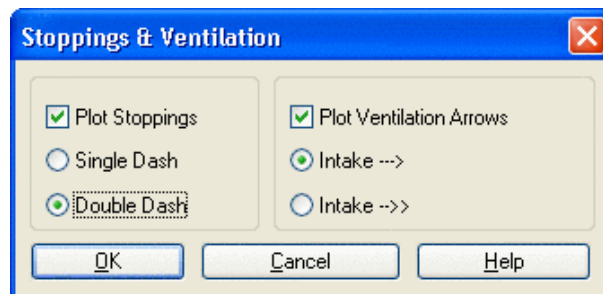 Stoppings & Ventilation
Plot Stoppings
Single Dash
Double Dash
Plot Ventilation Arrows
Intake --->
Intake -->>
OK
Cancel
Help